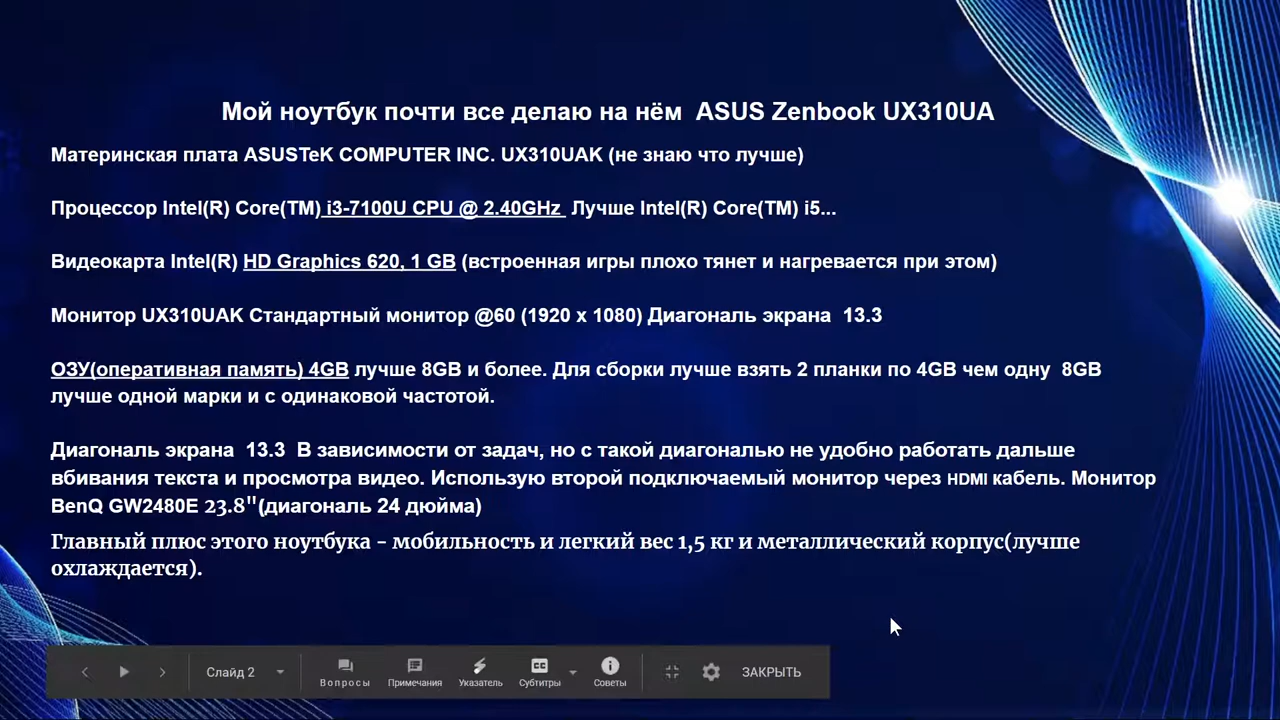 Мой ноутбук почти все делаю на нём  ASUS Zenbook UX310UA
Материнская плата ASUSTeK COMPUTER INC. UX310UAK (не знаю что лучше)
Процессор Intel(R) Core(TM) i3-7100U CPU @ 2.40GHz  Лучше Intel(R) Core(TM) i5...
Видеокарта Intel(R) HD Graphics 620, 1 GB (встроенная игры плохо тянет и нагревается при этом)
Монитор UX310UAK Стандартный монитор @60 (1920 x 1080) Диагональ экрана  13.3
ОЗУ(оперативная память) 4GB лучше 8GB и более. Для сборки лучше взять 2 планки по 4GB чем одну  8GB
лучше одной марки и с одинаковой частотой.
Диагональ экрана  13.3  В зависимости от задач, но с такой диагональю не удобно работать дальше
вбивания текста и просмотра видео. Использую второй подключаемый монитор через HDMI кабель. Монитор
BenQ GW2480E 23.8"(диагональ 24 дюйма)
Главный плюс этого ноутбука - мобильность и легкий вес 1,5 кг и металлический корпус(лучше
охлаждается).
Слайд 2
Вопросы
Примечания
Указатель
CC
Субтитры
Советы
ЗАКРЫТЬ